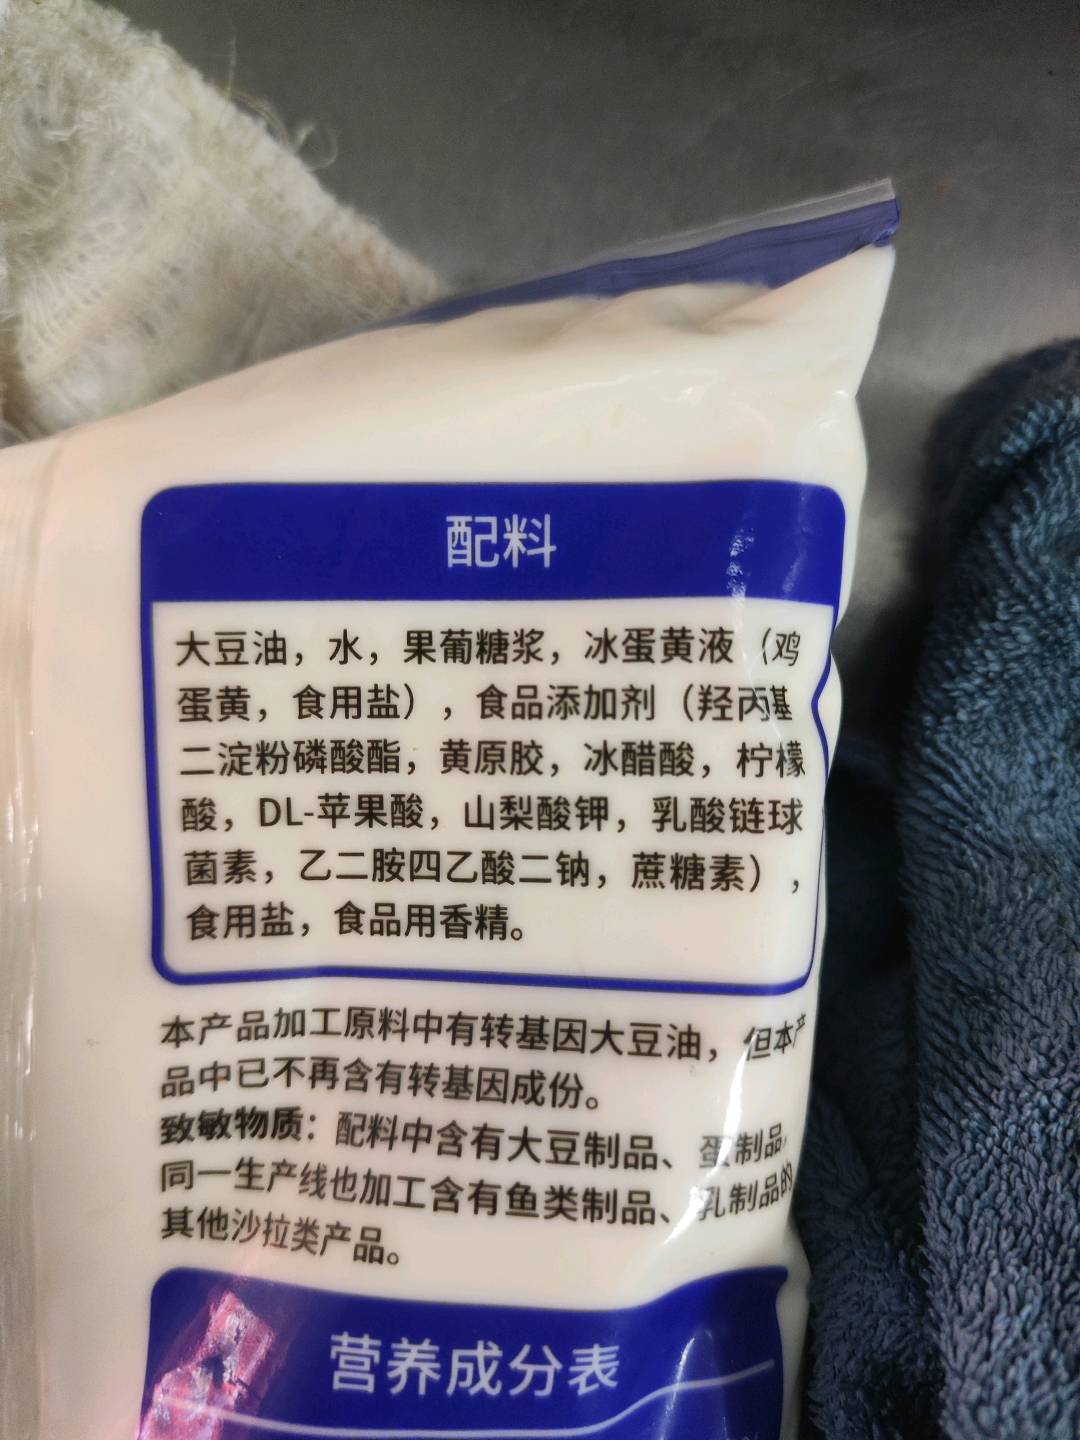 配料
大豆油，水，果葡糖浆，冰蛋黄液（鸡
蛋黄，食用盐），食品添加剂（羟丙基
二淀粉磷酸酯，黄原胶，冰醋酸，柠檬
酸，DL-苹果酸，山梨酸钾，乳酸链球
菌素，乙二胺四乙酸二钠，蔗糖素），
食用盐，食品用香精。
本产品加工原料中有转基因大豆油，但本产
品中已不再含有转基因成份。
致敏物质：配料中含有大豆制品、蛋制品，
同一生产线也加工含有鱼类制品、乳制品的
其他沙拉类产品。
营养成分表